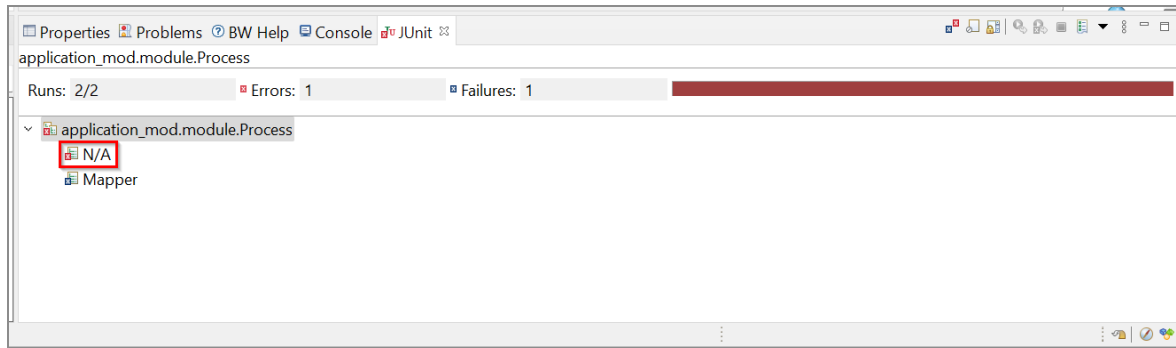 Properties Problems BW Help Console JUnit
application_mod.module.Process
Runs: 2/2 Errors: 1 Failures: 1
application_mod.module.Process
N/A
Mapper